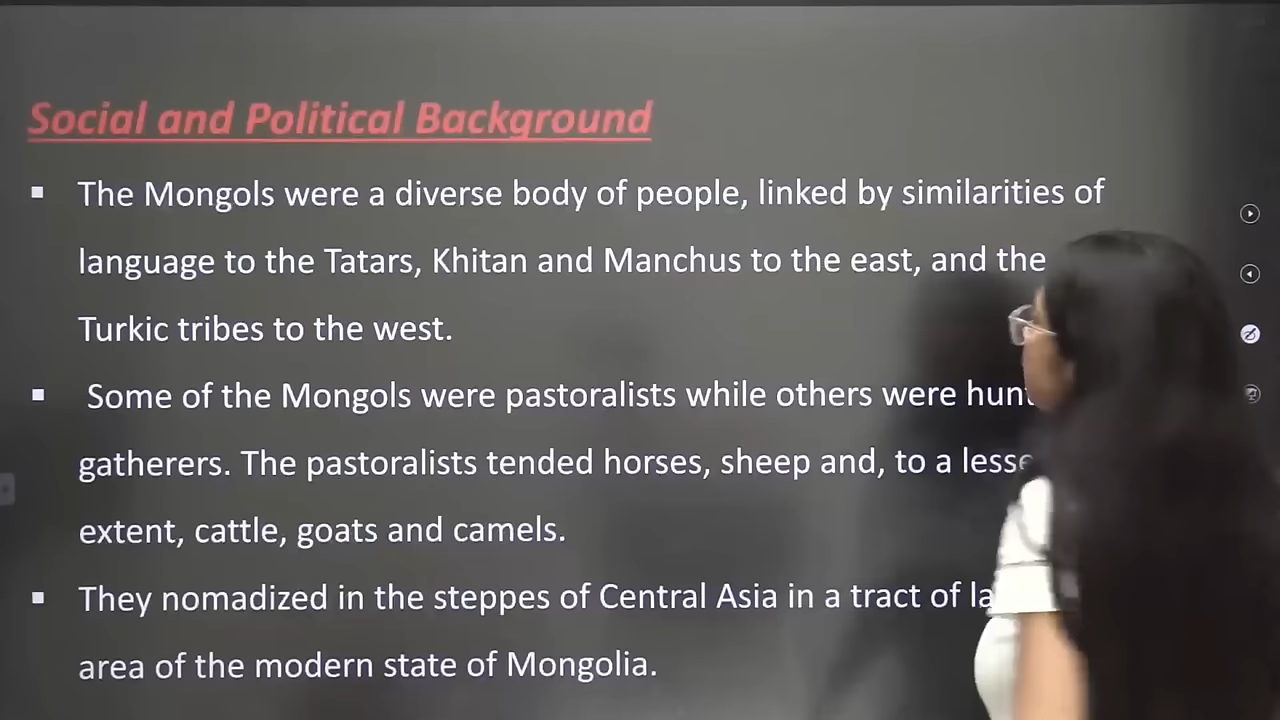 Social and Political Background
▪ The Mongols were a diverse body of people, linked by similarities of
language to the Tatars, Khitan and Manchus to the east, and the
Turkic tribes to the west.
▪ Some of the Mongols were pastoralists while others were
gatherers. The pastoralists tended horses, sheep and, to a
extent, cattle, goats and camels.
▪ They nomadized in the steppes of Central Asia in a tract of
area of the modern state of Mongolia.